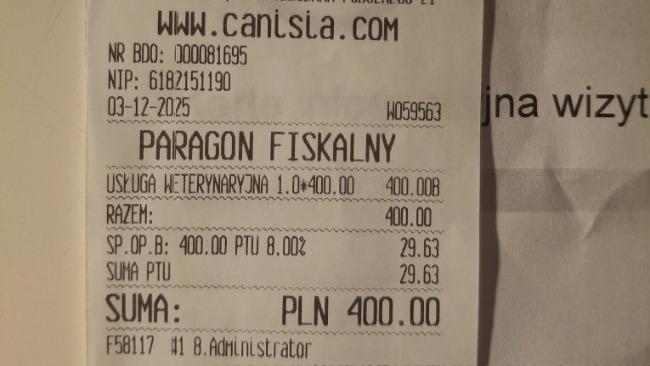 www.canisia.com
NR BDO: 000081695
NIP: 6182151190
03-12-2025 W059563
jna wizyt
PARAGON FISKALNY
USŁUGA WETERYNARYJNA 1.0*400.00 400.00B
RAZEM: 400.00
SP.OP.B: 400.00 PTU 8.00% 29.63
SUMA PTU 29.63
SUMA: PLN 400.00
F58117 #1 8.Administrator